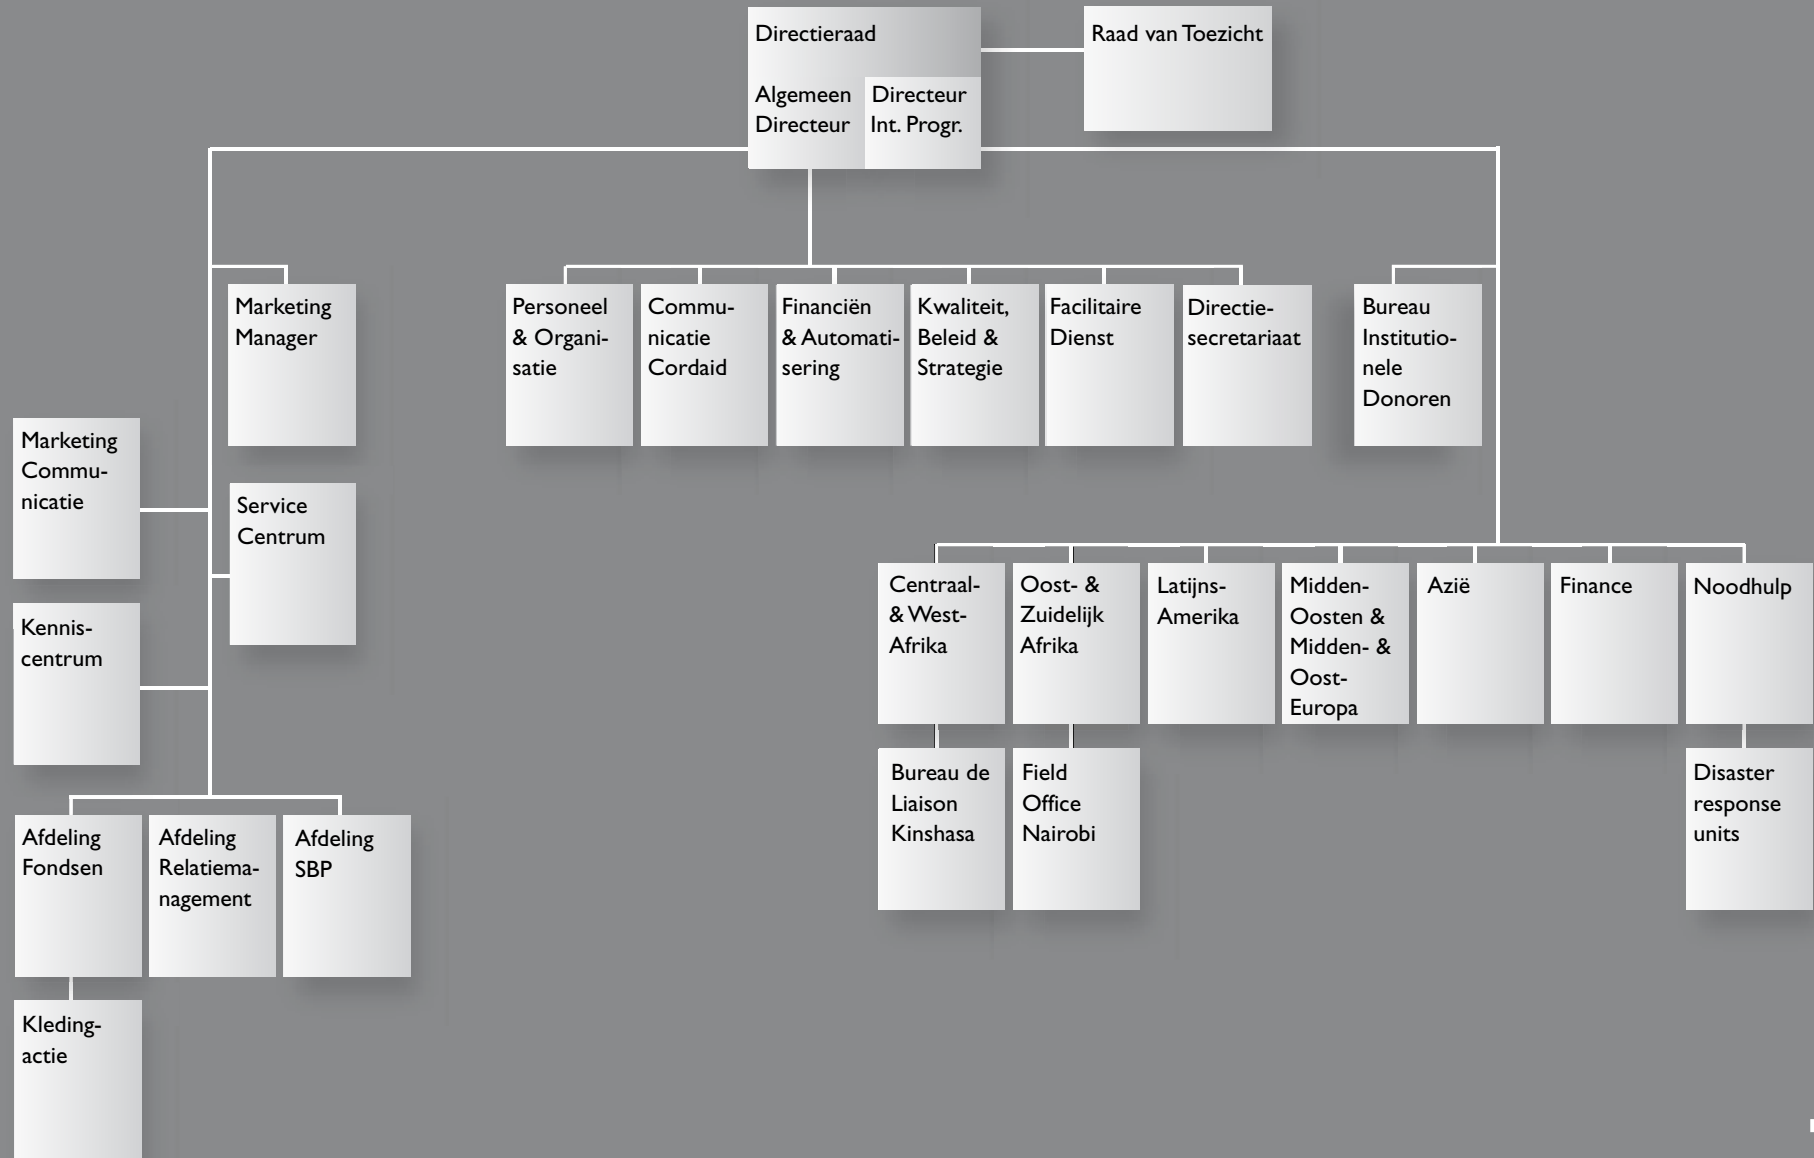 Directieraad
Algemeen
Directeur
Directeur
Int. Progr.
Raad van Toezicht
Marketing
Manager
Personeel
& Organi-
satie
Commu-
nicatie
Cordaid
Financiën
& Automati-
sering
Kwaliteit,
Beleid &
Strategie
Facilitaire
Dienst
Directie-
secretariaat
Bureau
Institutio-
nele
Donoren
Marketing
Commu-
nicatie
Service
Centrum
Kennis-
centrum
Centraal-
& West-
Afrika
Oost- &
Zuidelijk
Afrika
Latijns-
Amerika
Midden-
Oosten &
Midden- &
Oost-
Europa
Azië
Finance
Noodhulp
Bureau de
Liaison
Kinshasa
Field
Office
Nairobi
Disaster
response
units
Afdeling
Fondsen
Afdeling
Relatiema-
nagement
Afdeling
SBP
Kleding-
actie